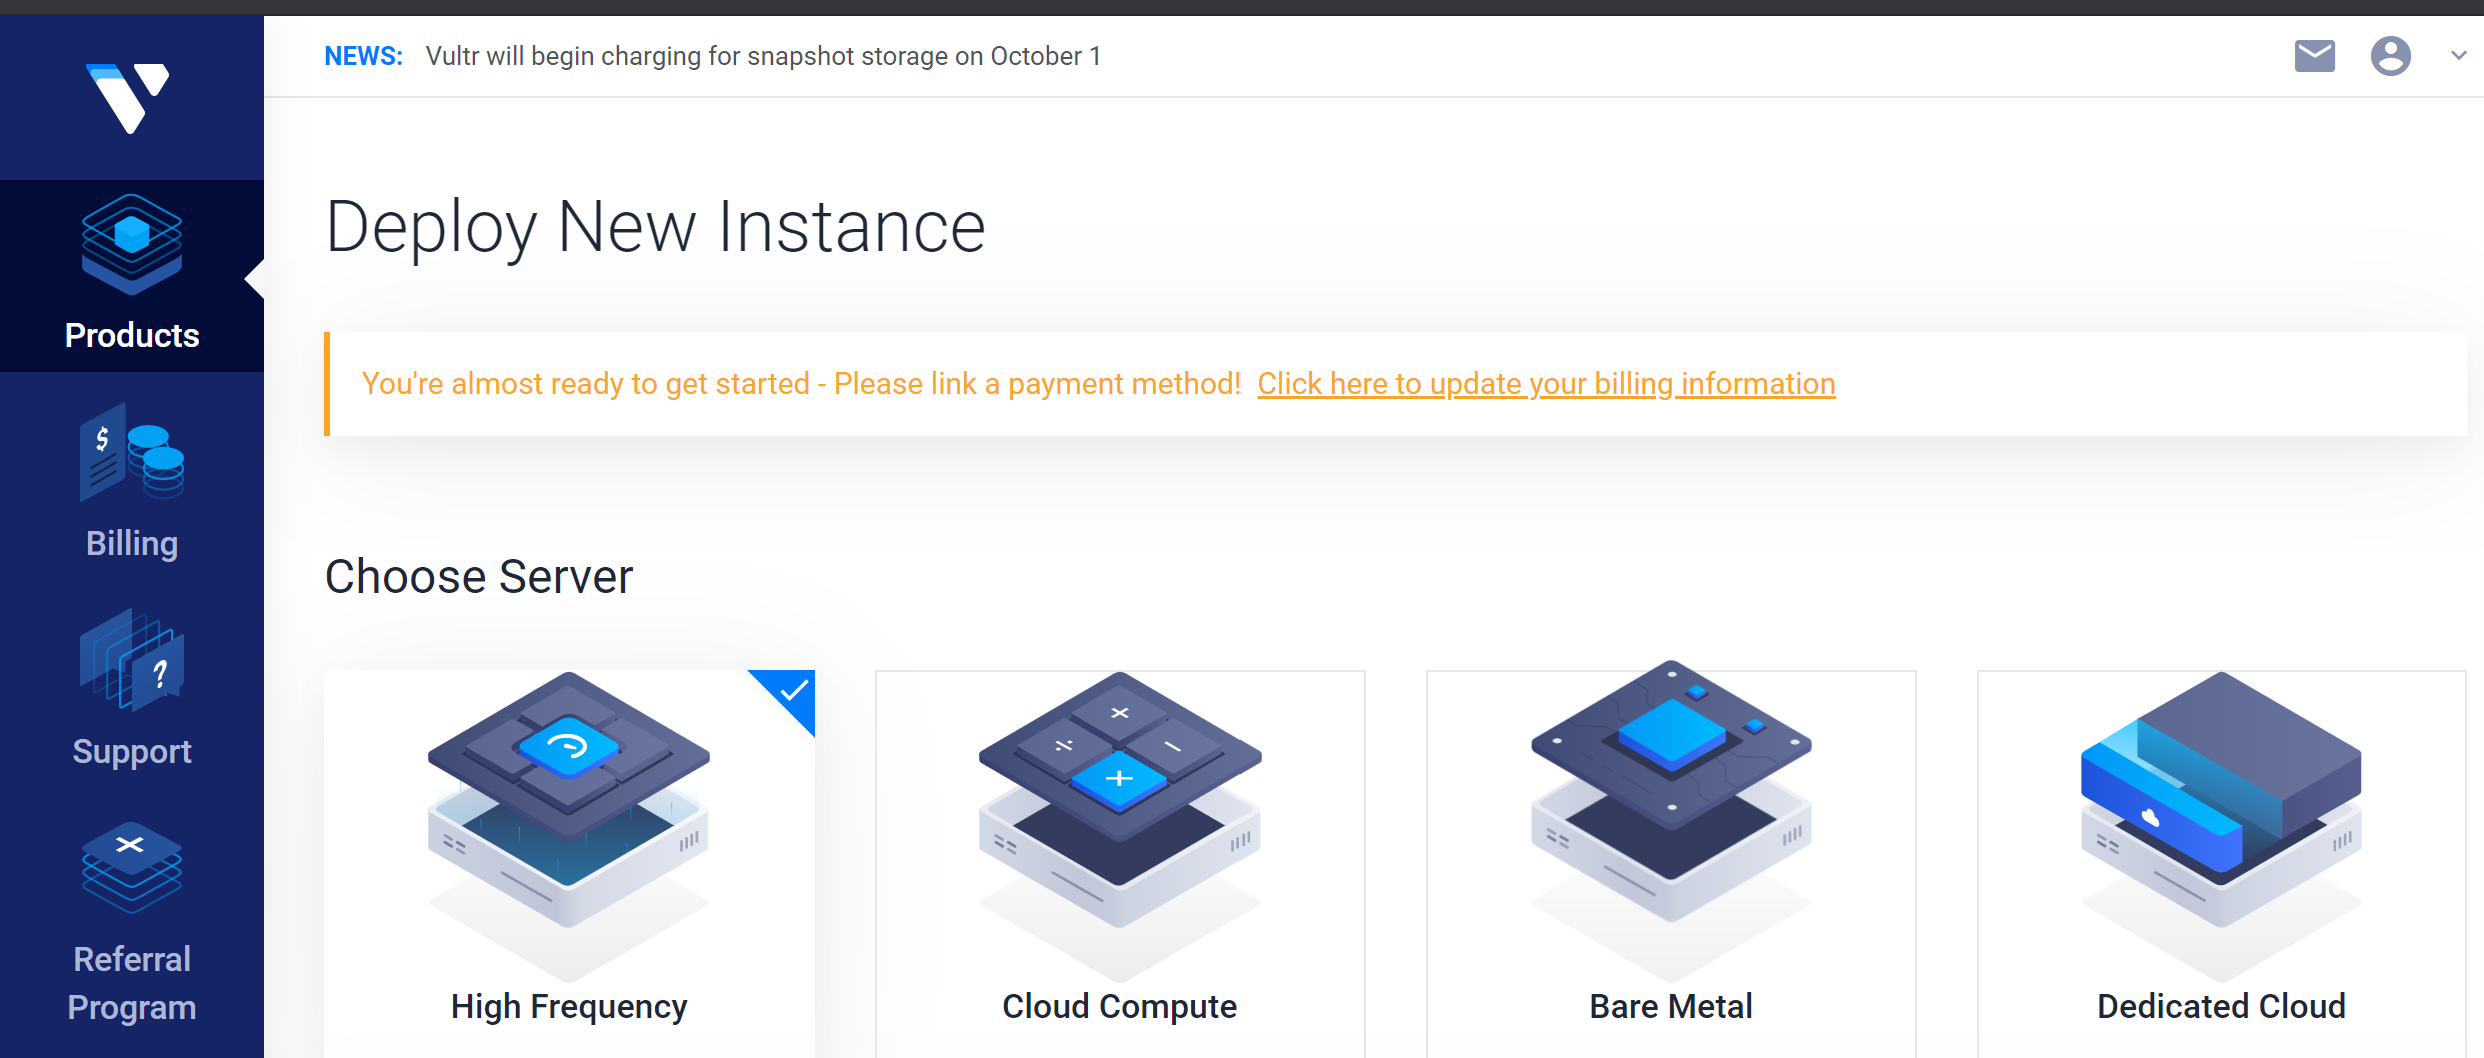 NEWS: Vultr will begin charging for snapshot storage on October 1
Products
Billing
Support
Referral
Program
Deploy New Instance
You're almost ready to get started - Please link a payment method! Click here to update your billing information
Choose Server
High Frequency
Cloud Compute
Bare Metal
Dedicated Cloud